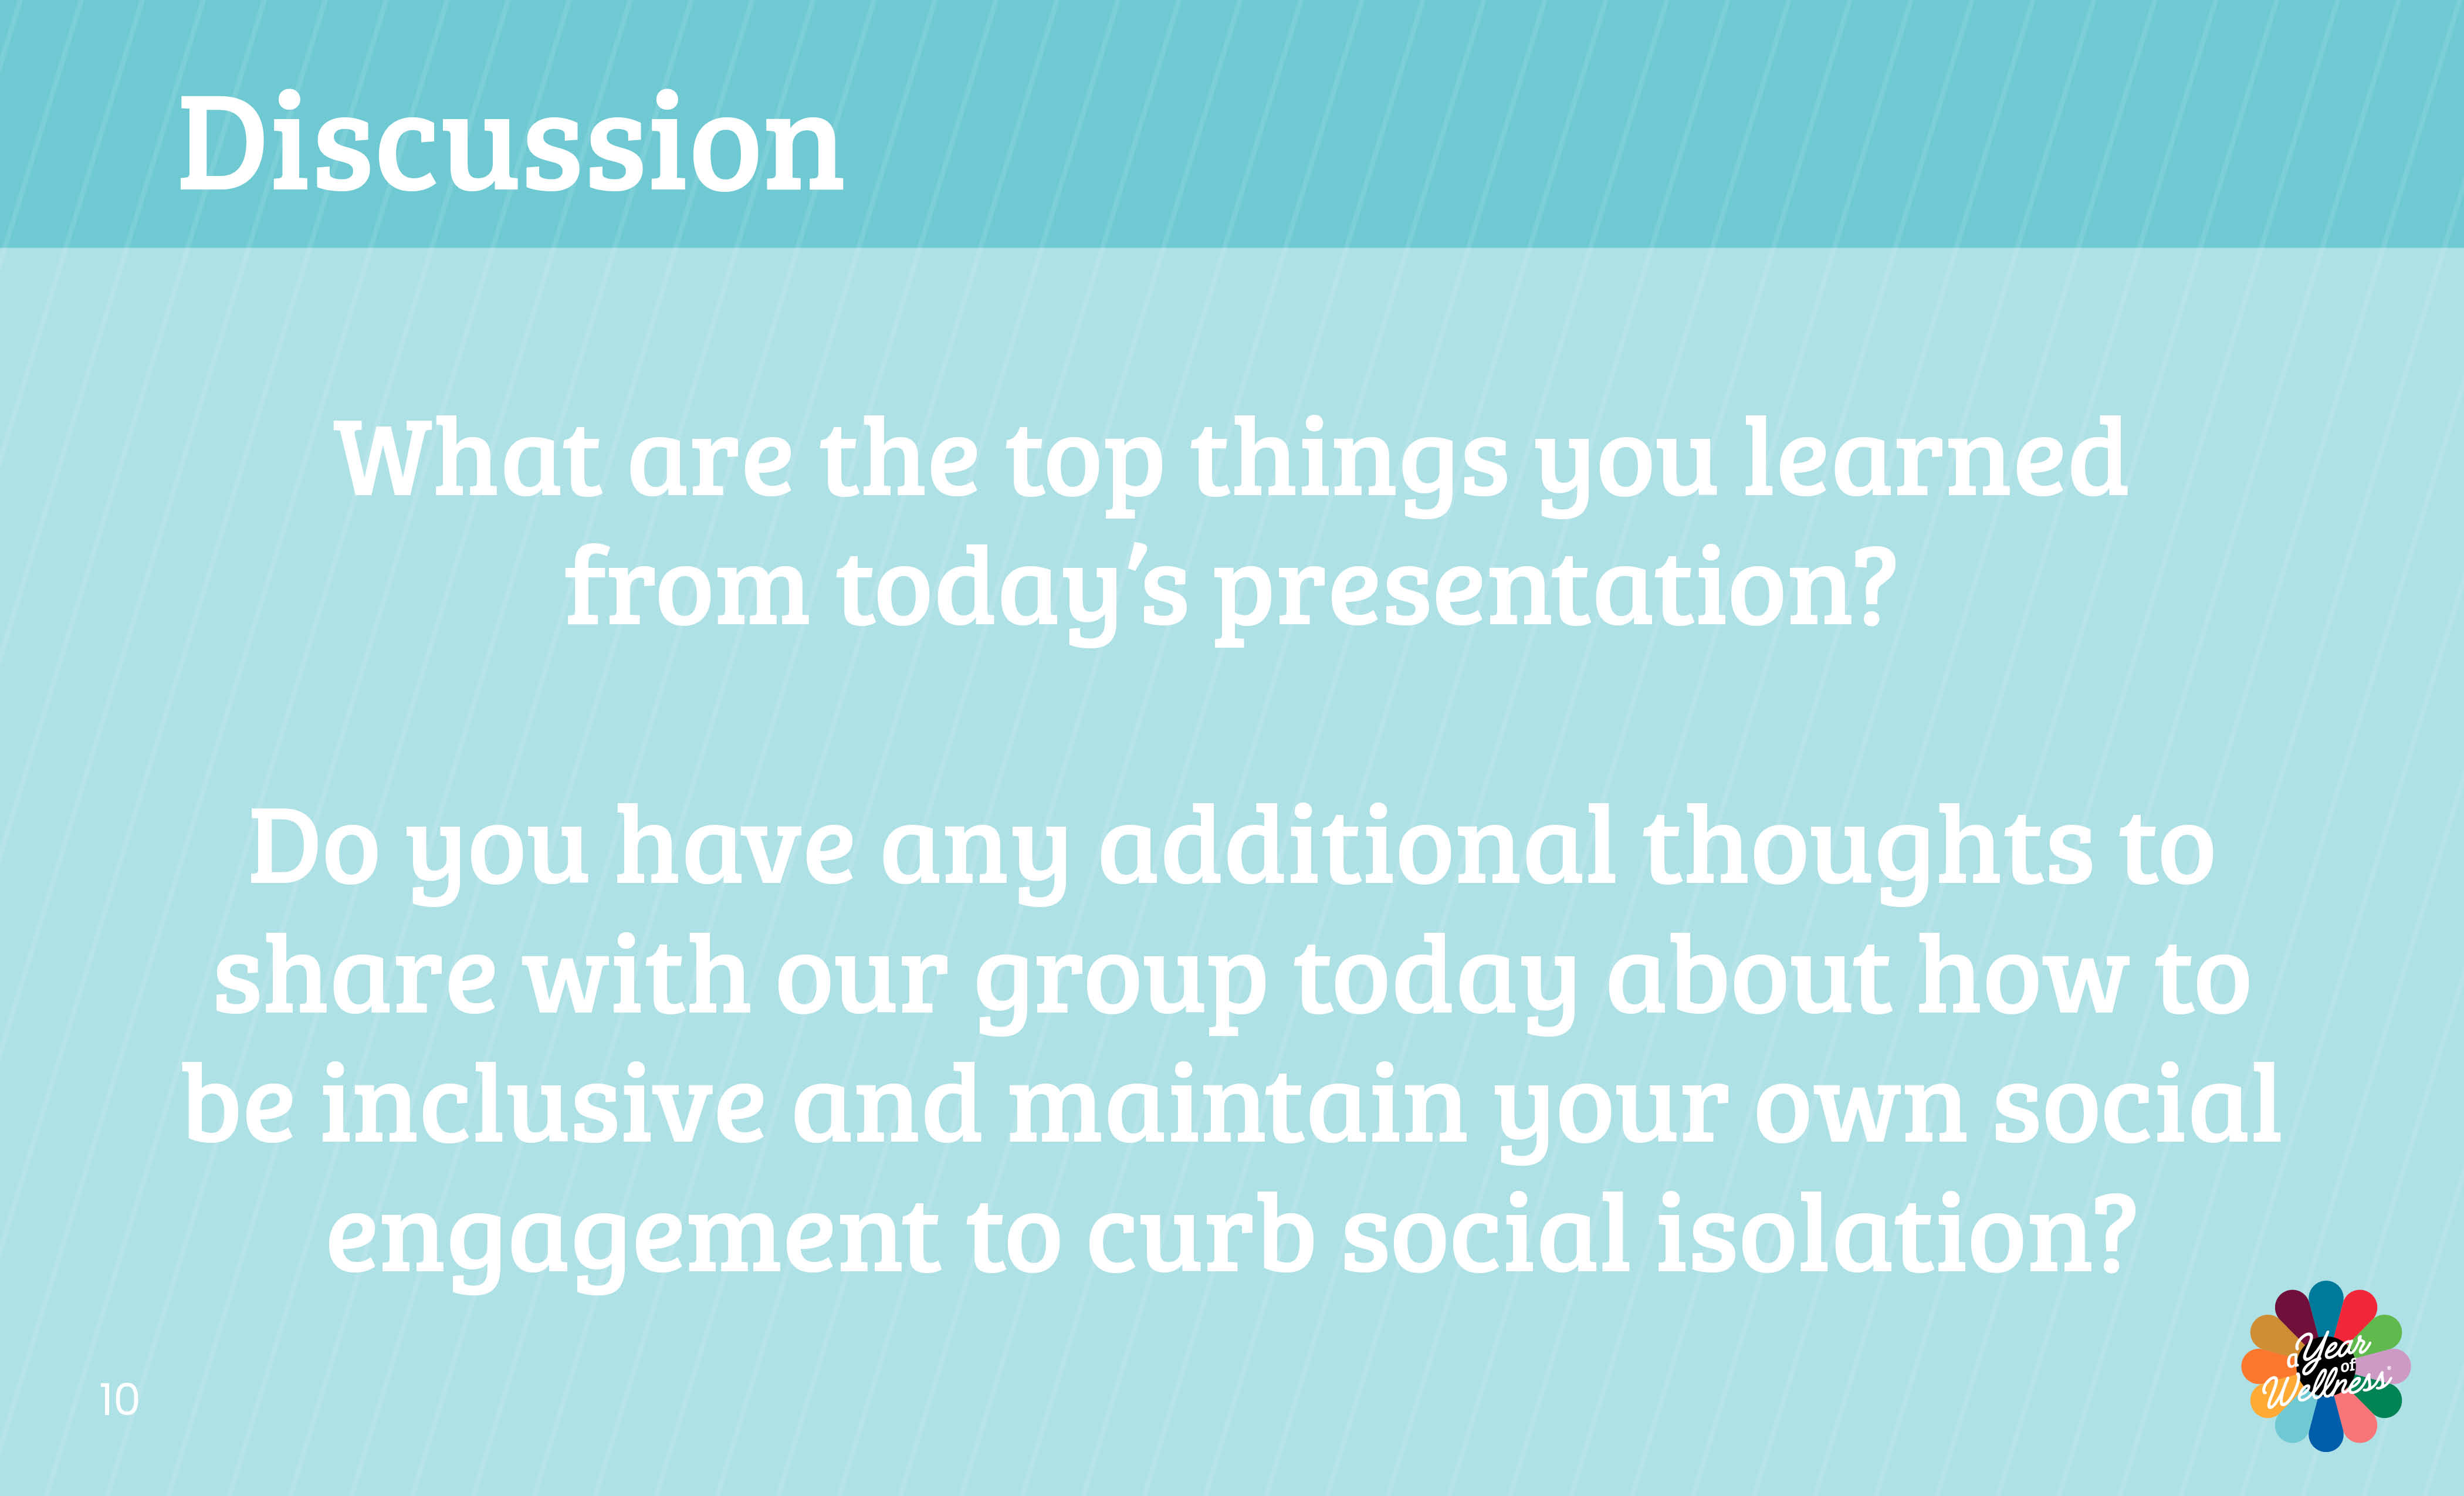 Discussion
What are the top things you learned
from today’s presentation?
Do you have any additional thoughts to
share with our group today about how to
be inclusive and maintain your own social
engagement to curb social isolation?
10
a Year
of
Wellness